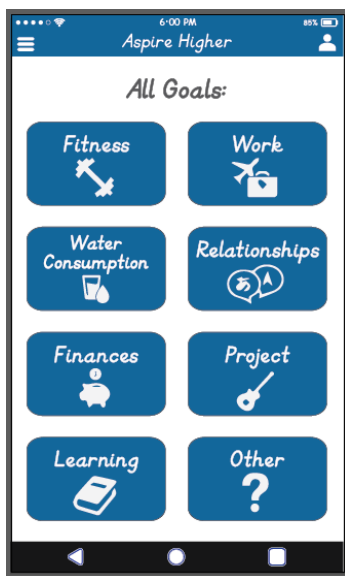 6:00 PM
85%
Aspire Higher
All Goals:
Fitness
Work
Water
Consumption
Relationships
あ A
Finances
Project
Learning
Other
?